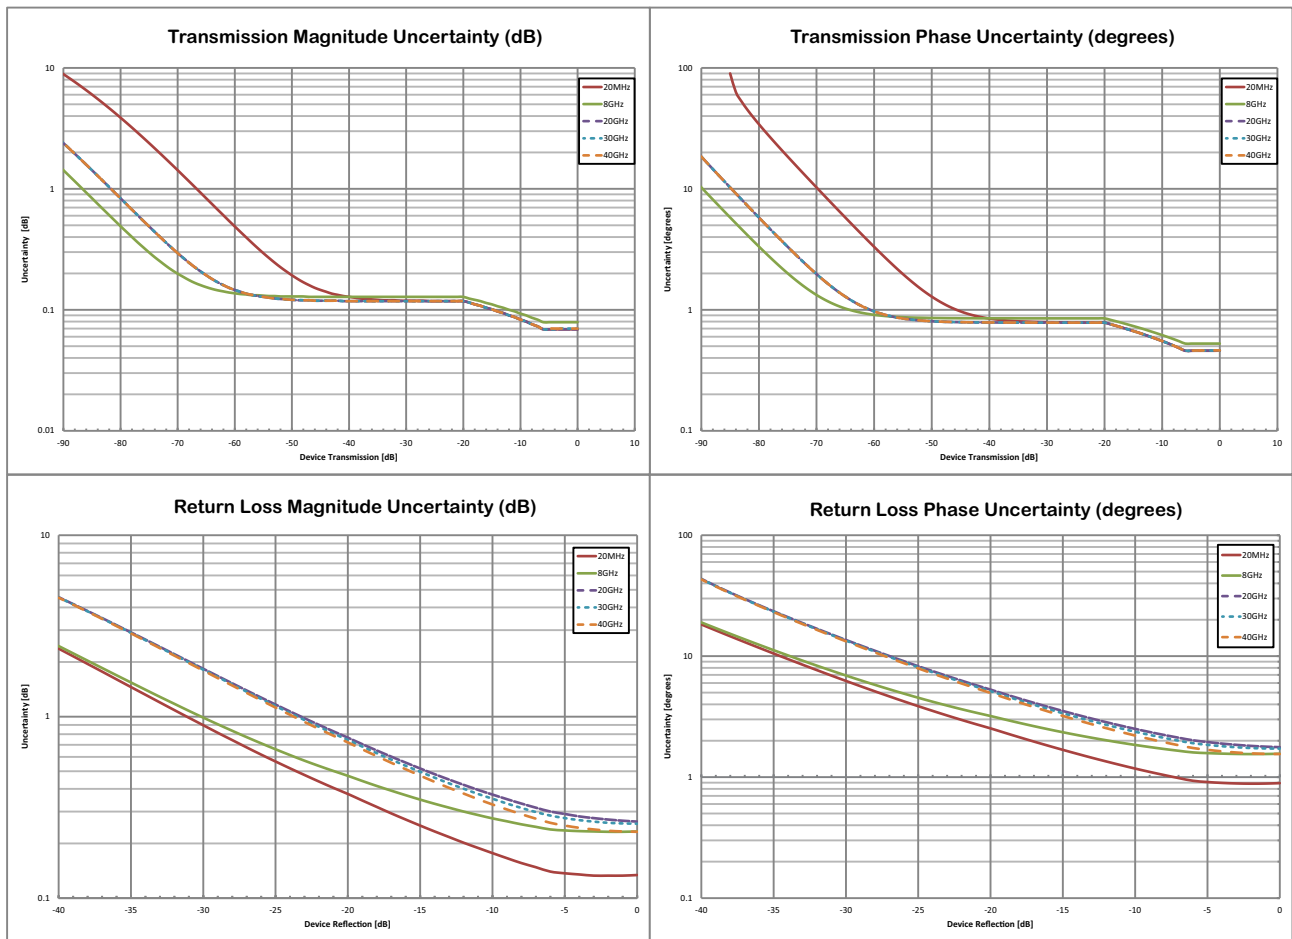 Transmission Magnitude Uncertainty (dB)
10
1
0.1
0.01
Uncertainty [dB]
20MHz
8GHz
20GHz
30GHz
40GHz
-90 -80 -70 -60 -50 -40 -30 -20 -10 0 10
Device Transmission [dB]
Transmission Phase Uncertainty (degrees)
100
10
1
0.1
Uncertainty [degrees]
20MHz
8GHz
20GHz
30GHz
40GHz
-90 -80 -70 -60 -50 -40 -30 -20 -10 0 10
Device Transmission [dB]
Return Loss Magnitude Uncertainty (dB)
10
1
0.1
Uncertainty [dB]
20MHz
8GHz
20GHz
30GHz
40GHz
-40 -35 -30 -25 -20 -15 -10 -5 0
Device Reflection [dB]
Return Loss Phase Uncertainty (degrees)
100
10
1
0.1
Uncertainty [degrees]
20MHz
8GHz
20GHz
30GHz
40GHz
-40 -35 -30 -25 -20 -15 -10 -5 0
Device Reflection [dB]